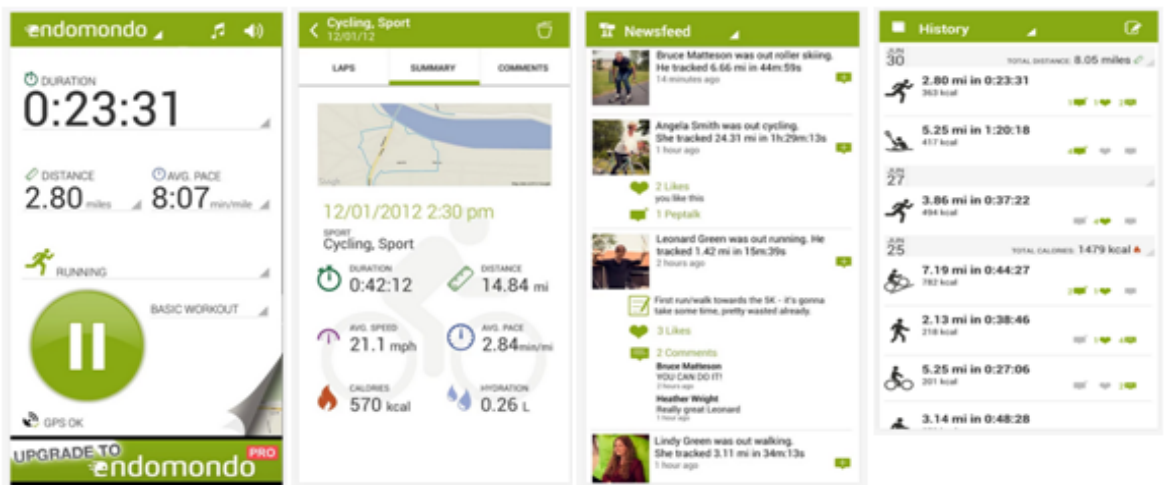 endomondo
DURATION
0:23:31
DISTANCE
AVG. PACE
2.80 miles
8:07 min/mile
RUNNING
BASIC WORKOUT
GPS OK
UPGRADE TO
endomondo PRO
Cycling, Sport
12/01/12
LAPS SUMMARY COMMENTS
Google
12/01/2012 2:30 pm
SPORT
Cycling, Sport
DURATION
0:42:12
DISTANCE
14.84 mi
AVG. SPEED
21.1 mph
AVG. PACE
2.84 min/mi
CALORIES
570 kcal
HYDRATION
0.26 L
Newsfeed
Bruce Matteson was out roller skiing.
He tracked 6.66 mi in 44m:59s
14 minutes ago
Angela Smith was out cycling.
She tracked 24.31 mi in 1h:29m:13s
1 hour ago
2 Likes
you like this
1 Peptalk
Leonard Green was out running. He
tracked 1.42 mi in 15m:39s
2 hours ago
First run/walk towards the 5K - it's gonna
take some time, pretty wasted already.
3 Likes
2 Comments
Bruce Matteson
YOU CAN DO IT!
2 hours ago
Heather Wright
Really great Leonard
1 hour ago
Lindy Green was out walking.
She tracked 3.11 mi in 34m:13s
1 hour ago
History
JUN
30
TOTAL DISTANCE: 8.05 miles
2.80 mi in 0:23:31
363 kcal
5.25 mi in 1:20:18
417 kcal
JUN
27
3.86 mi in 0:37:22
494 kcal
JUN
25
TOTAL CALORIES: 1479 kcal
7.19 mi in 0:44:27
782 kcal
2.13 mi in 0:38:46
218 kcal
5.25 mi in 0:27:06
201 kcal
3.14 mi in 0:48:28